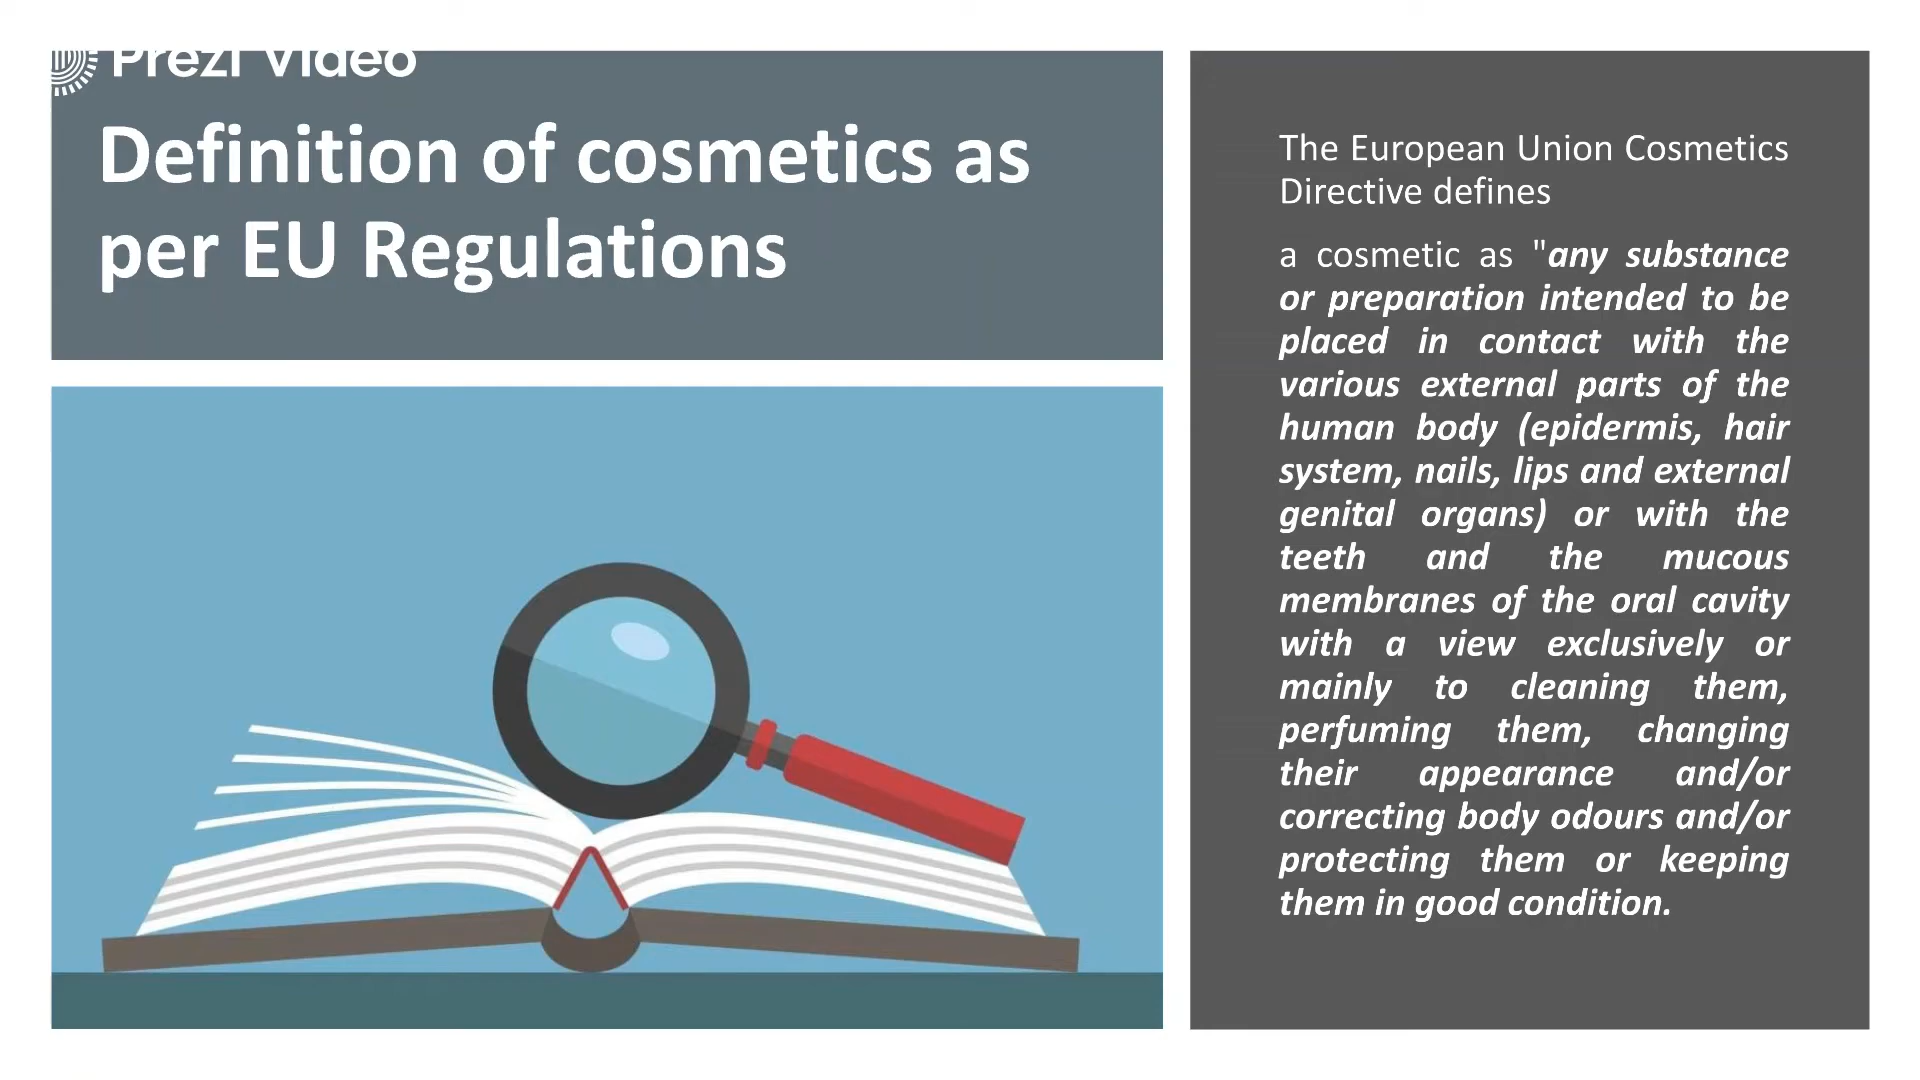 Prezi Video
Definition of cosmetics as
per EU Regulations
The European Union Cosmetics
Directive defines
a cosmetic as "any substance
or preparation intended to be
placed in contact with the
various external parts of the
human body (epidermis, hair
system, nails, lips and external
genital organs) or with the
teeth and the mucous
membranes of the oral cavity
with a view exclusively or
mainly to cleaning them,
perfuming them, changing
their appearance and/or
correcting body odours and/or
protecting them or keeping
them in good condition.